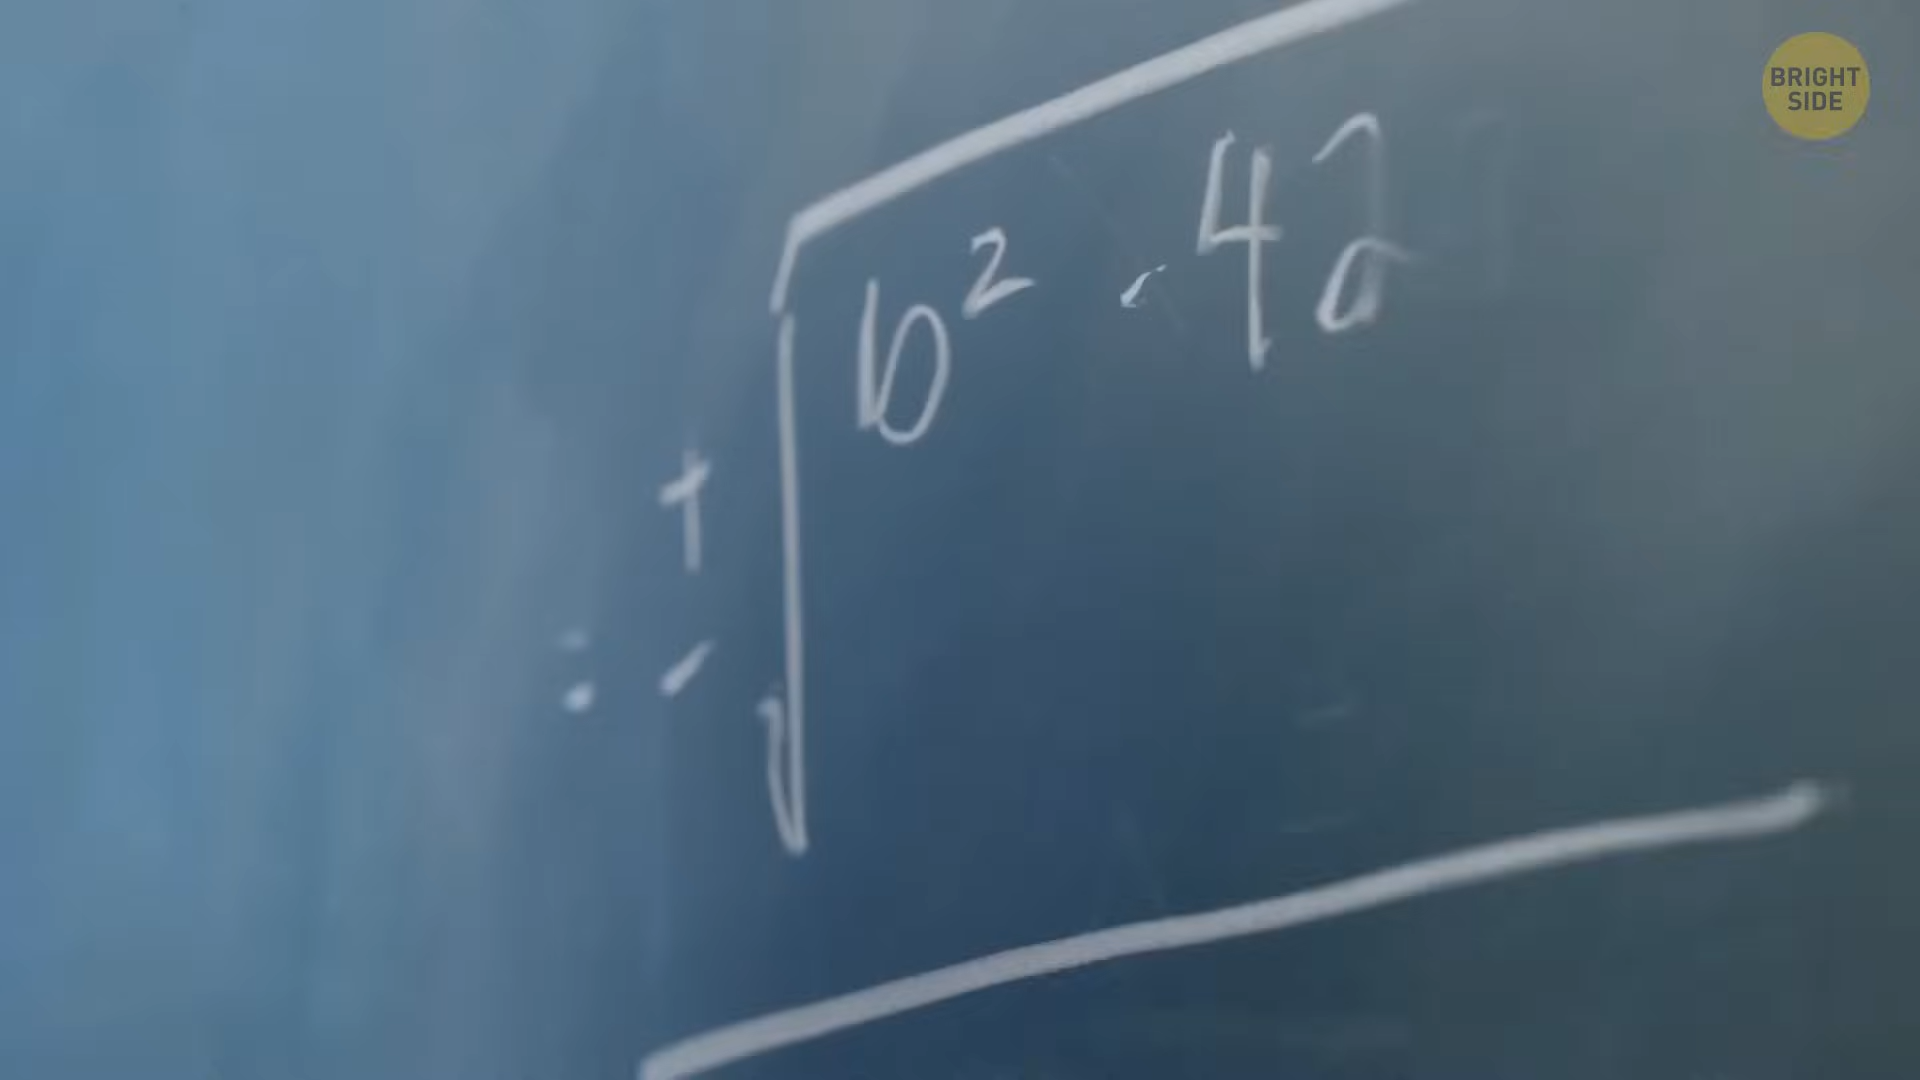 BRIGHT
SIDE
b² - 4a
+
: -